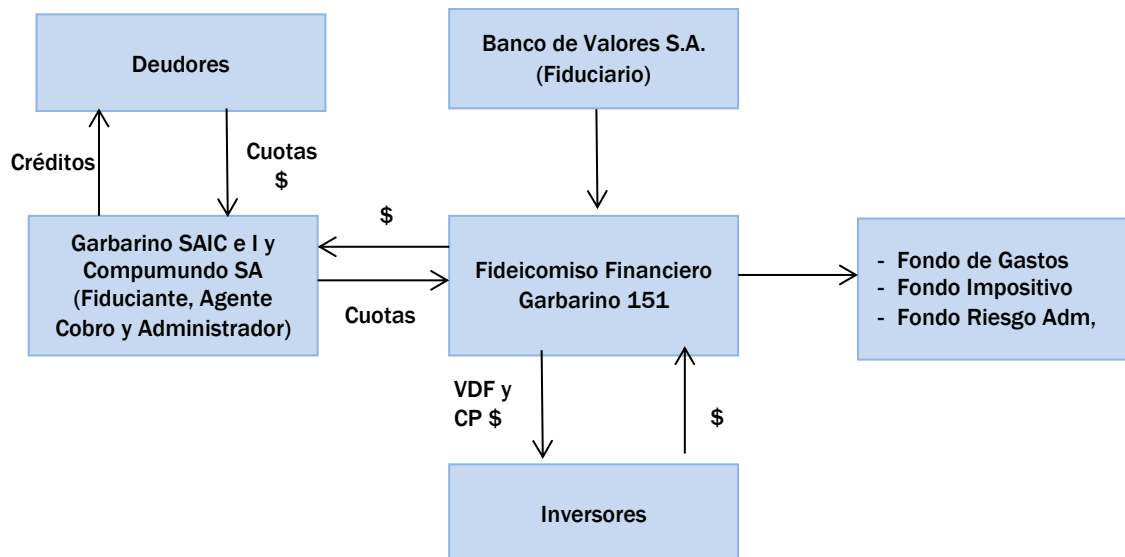 Deudores
Banco de Valores S.A.
(Fiduciario)
Créditos
Cuotas
$
Garbarino SAIC e I y
Compumundo SA
(Fiduciante, Agente
Cobro y Administrador)
$
Cuotas
Fideicomiso Financiero
Garbarino 151
- Fondo de Gastos
- Fondo Impositivo
- Fondo Riesgo Adm,
VDF y
CP $
$
Inversores